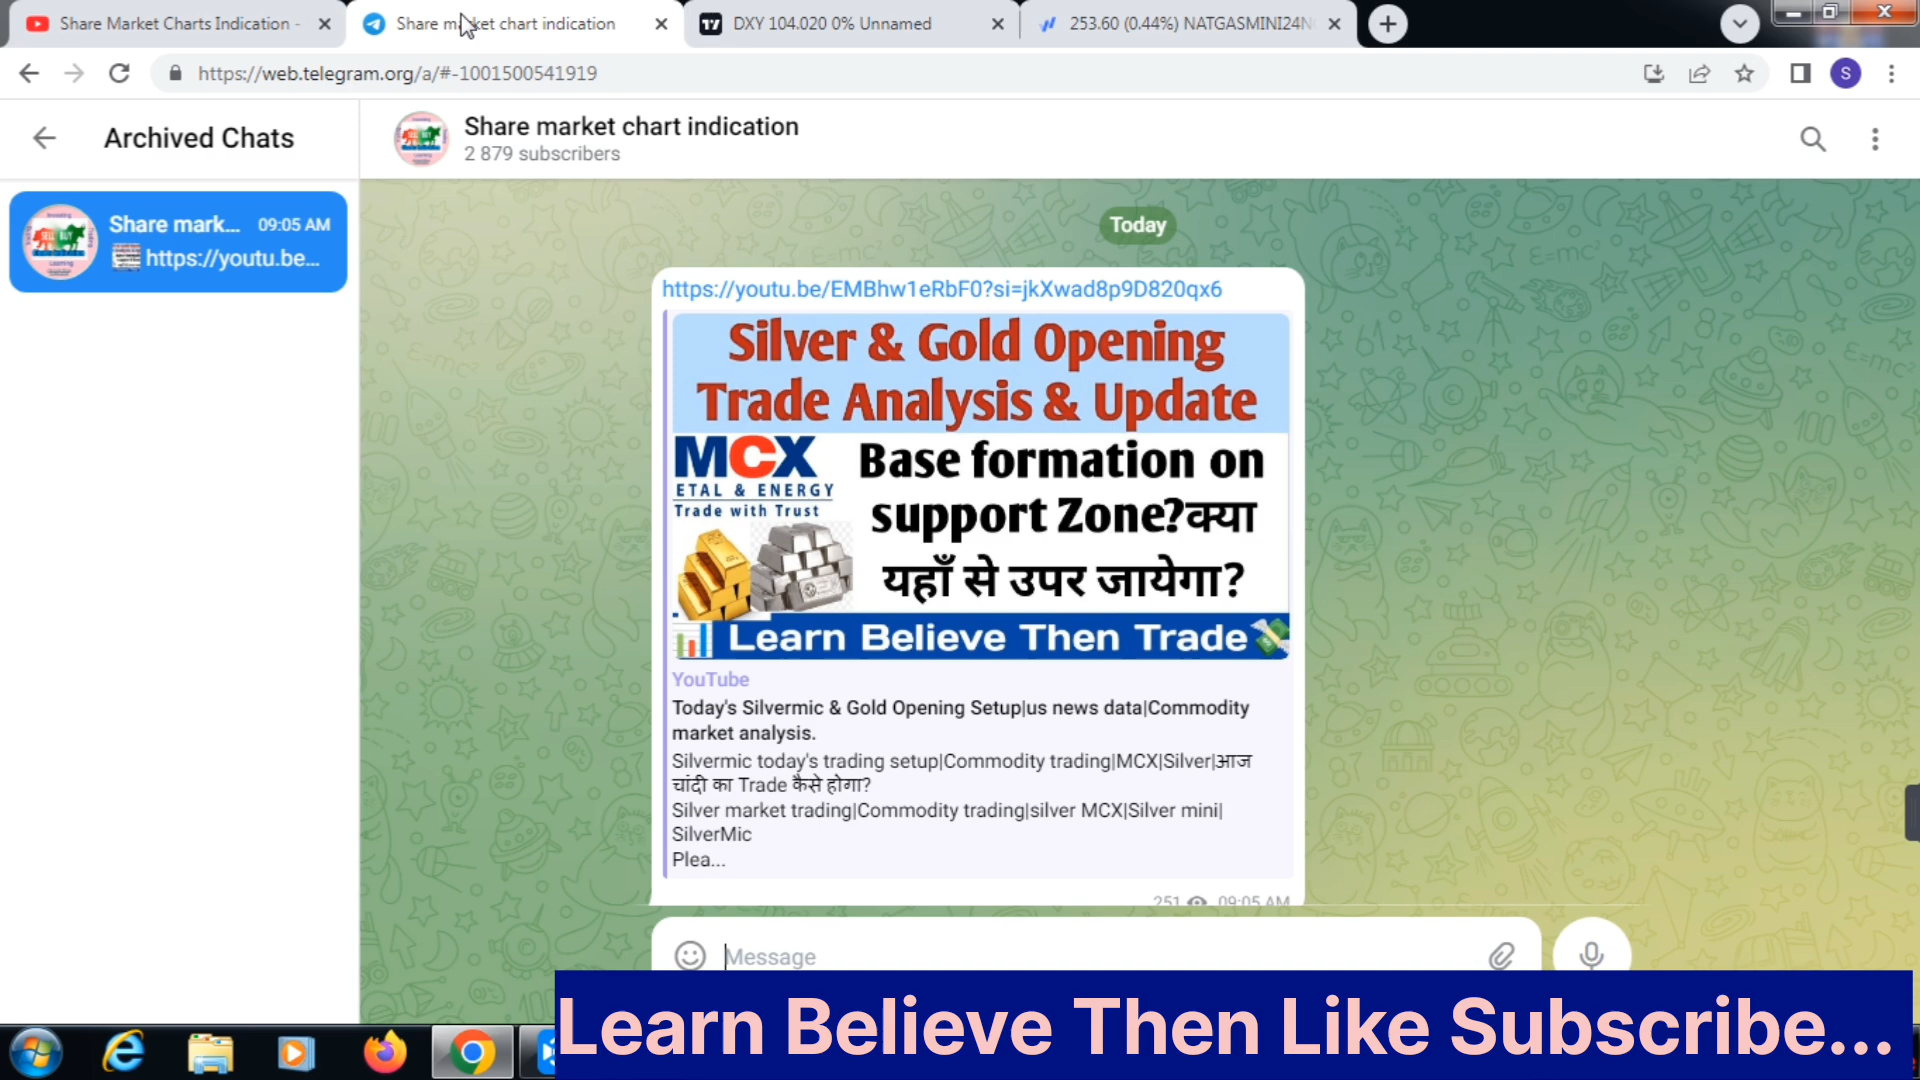 Share Market Charts Indication -
Share market chart indication
DXY 104.020 0% Unnamed
253.60 (0.44%) NATGASMINI24N
https://web.telegram.org/a/#-1001500541919
S
Archived Chats
Share market chart indication
2 879 subscribers
Share mark... 09:05 AM
https://youtu.be...
Today
https://youtu.be/EMBhw1eRbF0?si=jkXwad8p9D820qx6
Silver & Gold Opening
Trade Analysis & Update
MCX
ETAL & ENERGY
Trade with Trust
Base formation on
support Zone?क्या
यहाँ से उपर जायेगा?
Learn Believe Then Trade
YouTube
Today's Silvermic & Gold Opening Setup|us news data|Commodity
market analysis.
Silvermic today's trading setup|Commodity trading|MCX|Silver|आज
चांदी का Trade कैसे होगा?
Silver market trading|Commodity trading|silver MCX|Silver mini|
SilverMic
Plea...
251 09:05 AM
Message
Learn Believe Then Like Subscribe...